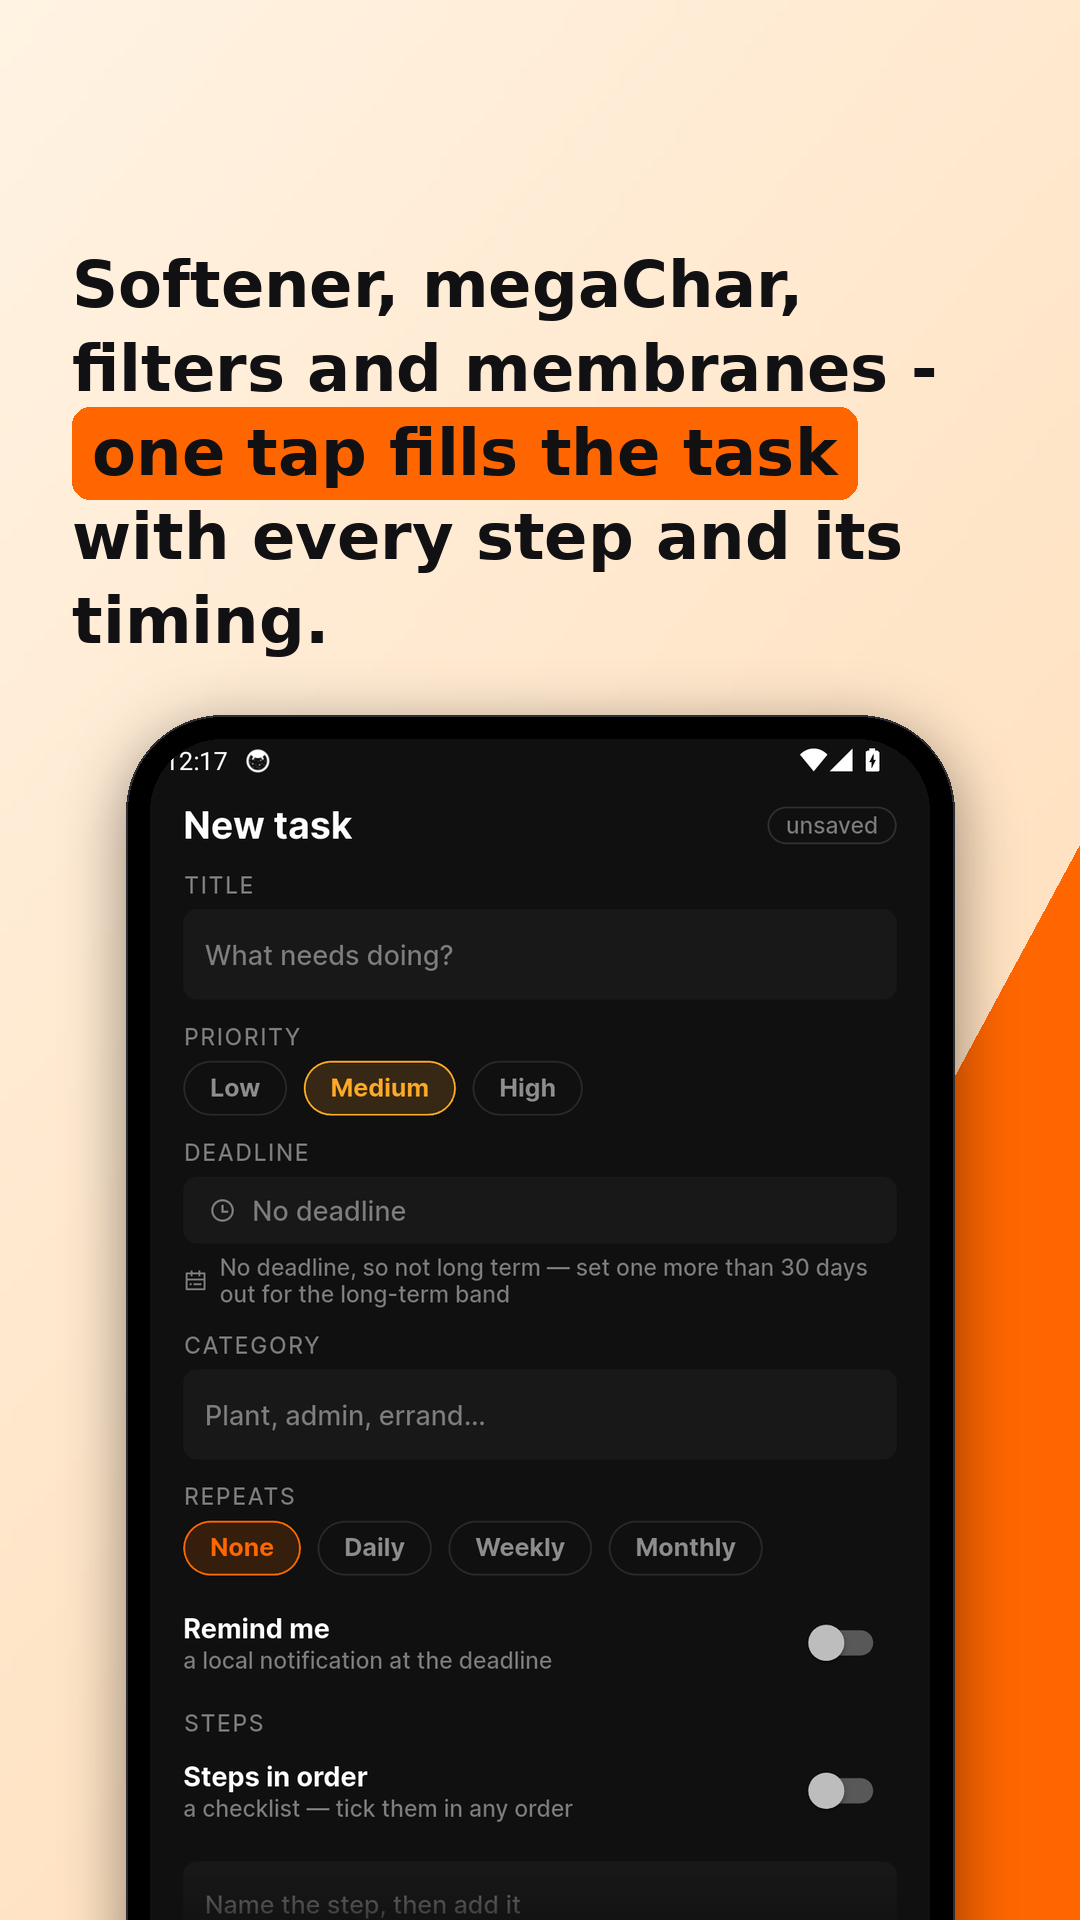 Softener, megaChar,
filters and membranes -
one tap fills the task
with every step and its
timing.
12:17
New task
unsaved
TITLE
What needs doing?
PRIORITY
Low Medium High
DEADLINE
No deadline
No deadline, so not long term — set one more than 30 days
out for the long-term band
CATEGORY
Plant, admin, errand...
REPEATS
None Daily Weekly Monthly
Remind me
a local notification at the deadline
STEPS
Steps in order
a checklist — tick them in any order
Name the step, then add it